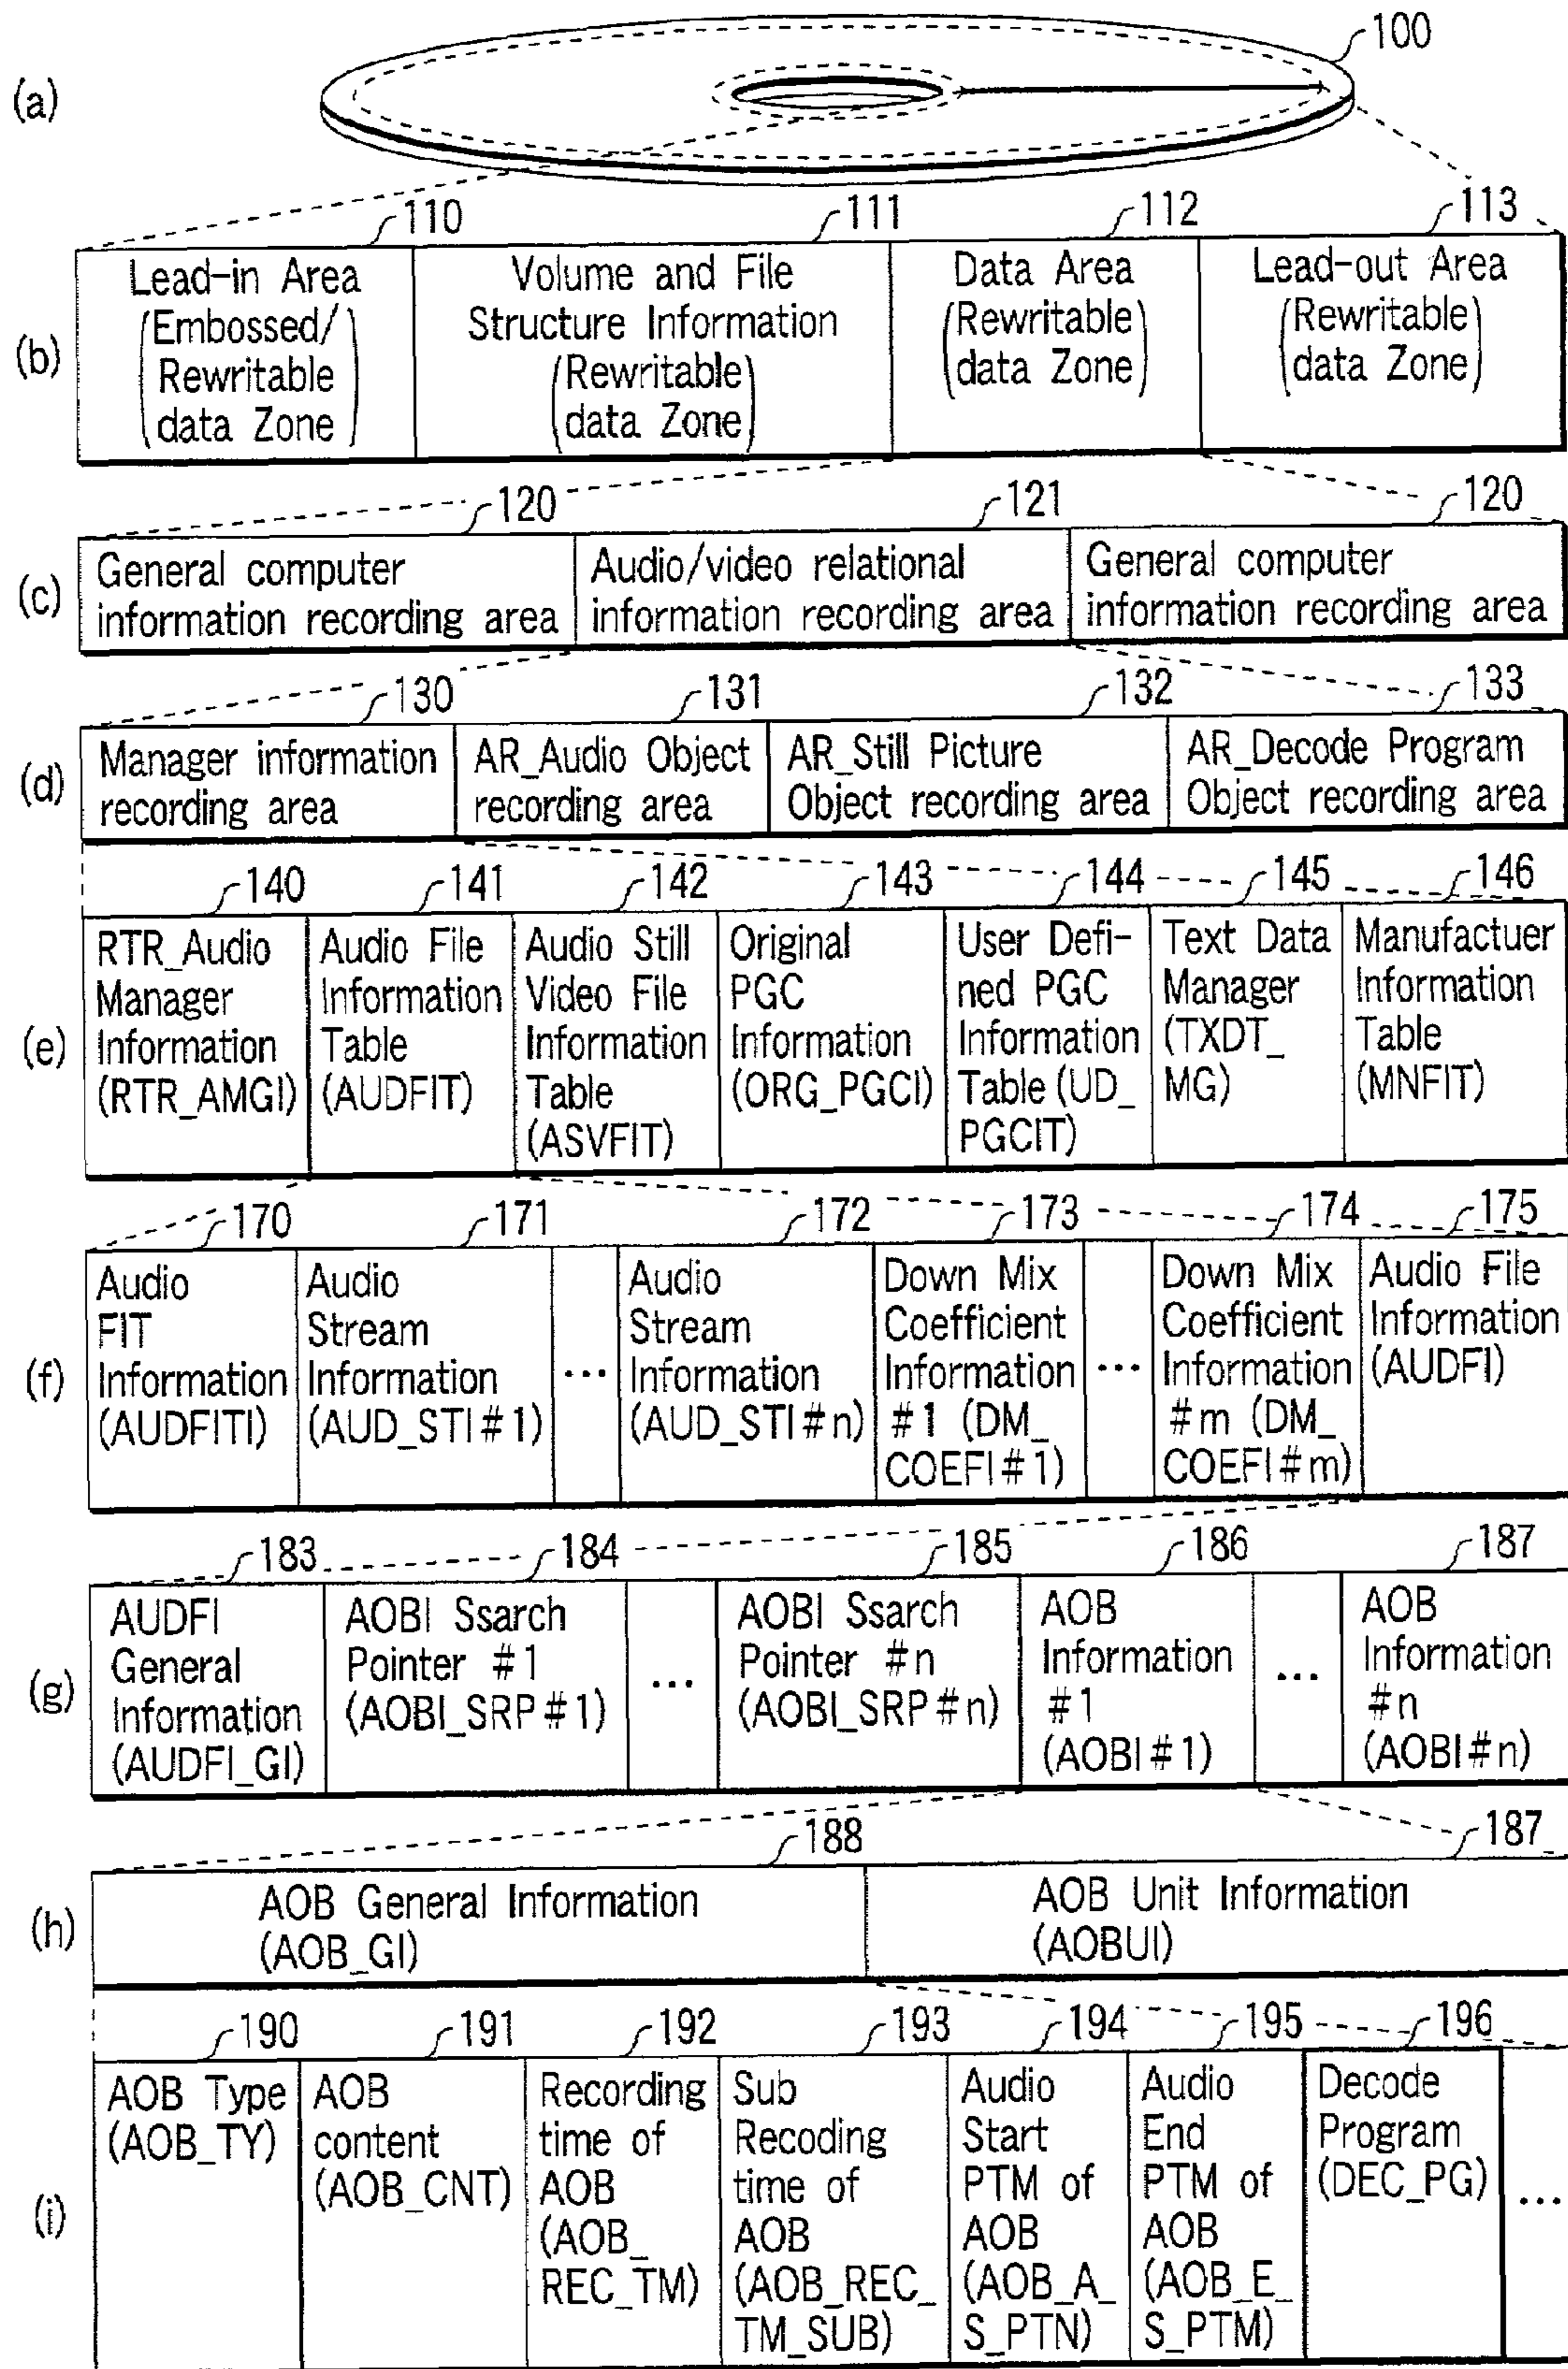 (a)
100
110
111
112
113
(b)
Lead-in Area
(Embossed/
Rewritable
data Zone)
Volume and File
Structure Information
(Rewritable
data Zone)
Data Area
(Rewritable
data Zone)
Lead-out Area
(Rewritable
data Zone)
120
121
120
(c)
General computer
information recording area
Audio/video relational
information recording area
General computer
information recording area
130
131
132
133
(d)
Manager information
recording area
AR_Audio Object
recording area
AR_Still Picture
Object recording area
AR_Decode Program
Object recording area
140
141
142
143
144
145
146
(e)
RTR_Audio
Manager
Information
(RTR_AMGI)
Audio File
Information
Table
(AUDFIT)
Audio Still
Video File
Information
Table
(ASVFIT)
Original
PGC
Information
(ORG_PGCI)
User Defi-
ned PGC
Information
Table (UD_
PGCIT)
Text Data
Manager
(TXDT_
MG)
Manufactuer
Information
Table
(MNFIT)
170
171
172
173
174
175
(f)
Audio
FIT
Information
(AUDFITI)
Audio
Stream
Information
(AUD_STI#1)
...
Audio
Stream
Information
(AUD_STI#n)
Down Mix
Coefficient
Information
#1 (DM_
COEFI#1)
...
Down Mix
Coefficient
Information
#m (DM_
COEFI#m)
Audio File
Information
(AUDFI)
183
184
185
186
187
(g)
AUDFI
General
Information
(AUDFI_GI)
AOBI Ssarch
Pointer #1
(AOBI_SRP#1)
...
AOBI Ssarch
Pointer #n
(AOBI_SRP#n)
AOB
Information
#1
(AOBI#1)
...
AOB
Information
#n
(AOBI#n)
188
187
(h)
AOB General Information
(AOB_GI)
AOB Unit Information
(AOBUI)
190
191
192
193
194
195
196
(i)
AOB Type
(AOB_TY)
AOB
content
(AOB_CNT)
Recording
time of
AOB
(AOB_
REC_TM)
Sub
Recoding
time of
AOB
(AOB_REC_
TM_SUB)
Audio
Start
PTM of
AOB
(AOB_A_
S_PTN)
Audio
End
PTM of
AOB
(AOB_E_
S_PTM)
Decode
Program
(DEC_PG)
...